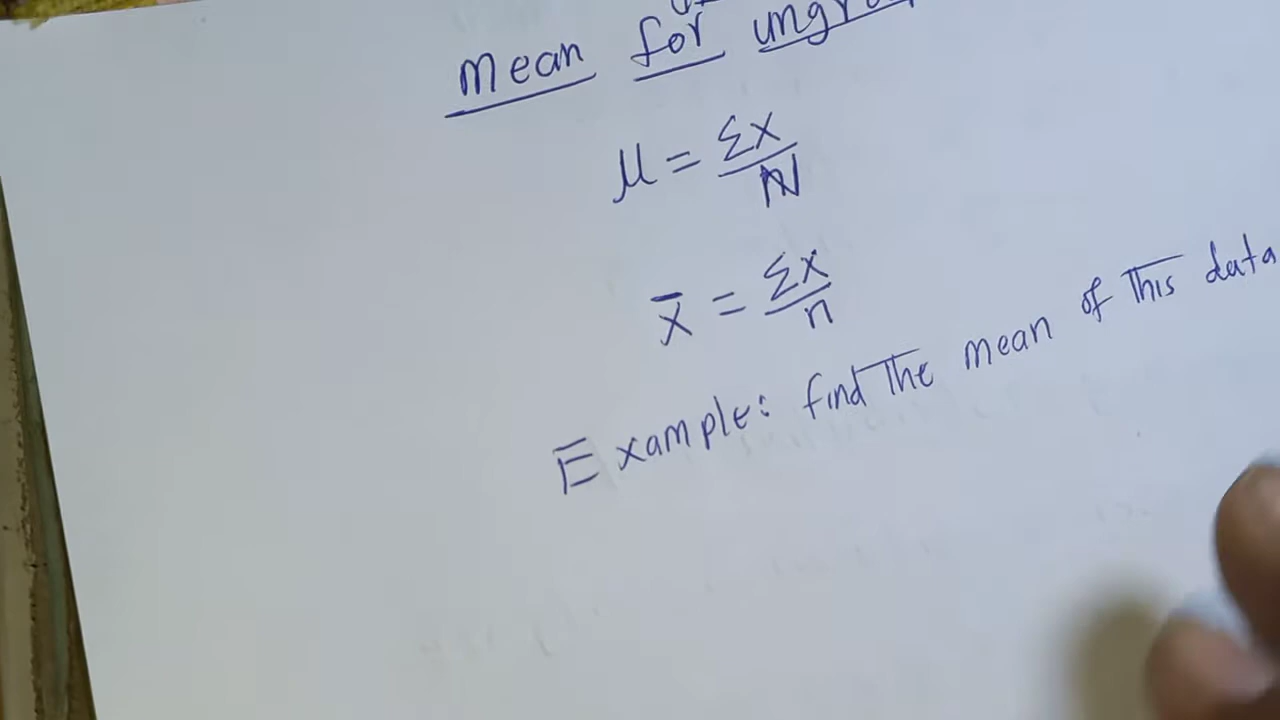 Mean for
μ = Σx/N
x̄ = Σx/n
Example: find The mean of This data